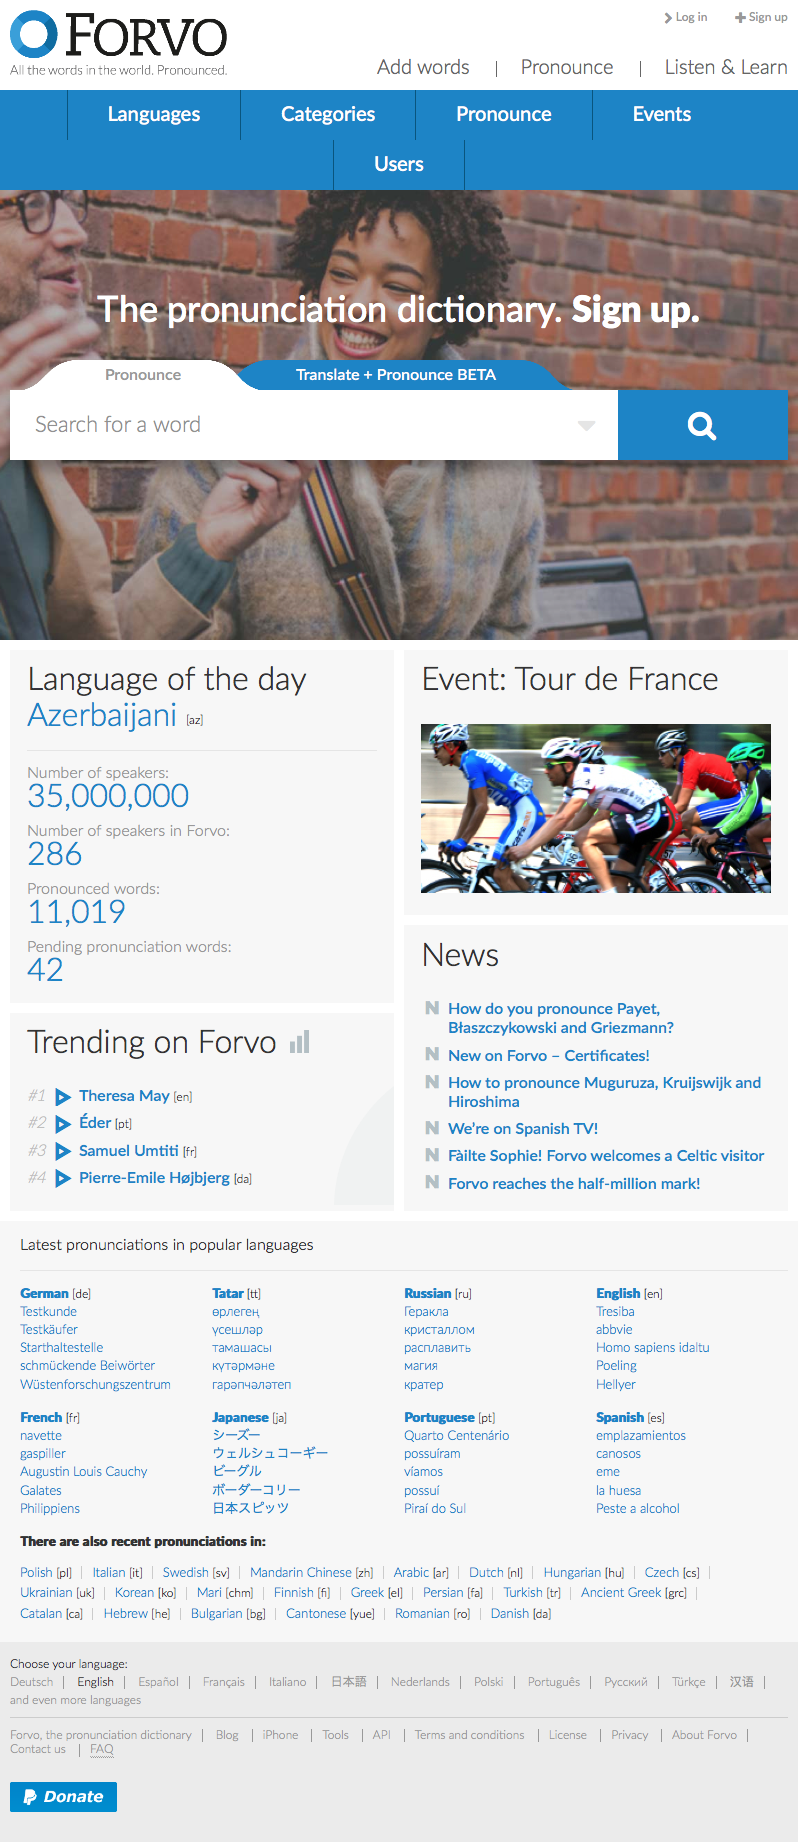 FORVO
All the words in the world. Pronounced.
Log in
Sign up
Add words | Pronounce | Listen & Learn
Languages
Categories
Pronounce
Events
Users
The pronunciation dictionary. Sign up.
Pronounce
Translate + Pronounce BETA
Search for a word
Language of the day
Azerbaijani [az]
Number of speakers:
35,000,000
Number of speakers in Forvo:
286
Pronounced words:
11,019
Pending pronunciation words:
42
Trending on Forvo
#1 Theresa May [en]
#2 Éder [pt]
#3 Samuel Umtiti [fr]
#4 Pierre-Emile Højbjerg [da]
Event: Tour de France
News
N How do you pronounce Payet,
Błaszczykowski and Griezmann?
N New on Forvo – Certificates!
N How to pronounce Muguruza, Kruijswijk and
Hiroshima
N We're on Spanish TV!
N Fàilte Sophie! Forvo welcomes a Celtic visitor
N Forvo reaches the half-million mark!
Latest pronunciations in popular languages
German [de]
Testkunde
Testkäufer
Starthaltestelle
schmückende Beiwörter
Wüstenforschungszentrum
Tatar [tt]
өрлегең
үсешләр
тамашасы
күтәрмәне
гарәпчәләтеп
Russian [ru]
Геракла
кристаллом
расплавить
магия
кратер
English [en]
Tresiba
abbvie
Homo sapiens idaltu
Poeling
Hellyer
French [fr]
navette
gaspiller
Augustin Louis Cauchy
Galates
Philippiens
Japanese [ja]
シーズー
ウェルシュコーギー
ビーグル
ボーダーコリー
日本スピッツ
Portuguese [pt]
Quarto Centenário
possuíram
víamos
possuí
Piraí do Sul
Spanish [es]
emplazamientos
canosos
eme
la huesa
Peste a alcohol
There are also recent pronunciations in:
Polish [pl] | Italian [it] | Swedish [sv] | Mandarin Chinese [zh] | Arabic [ar] | Dutch [nl] | Hungarian [hu] | Czech [cs] |
Ukrainian [uk] | Korean [ko] | Mari [chm] | Finnish [fi] | Greek [el] | Persian [fa] | Turkish [tr] | Ancient Greek [grc] |
Catalan [ca] | Hebrew [he] | Bulgarian [bg] | Cantonese [yue] | Romanian [ro] | Danish [da]
Choose your language:
Deutsch | English | Español | Français | Italiano | 日本語 | Nederlands | Polski | Português | Русский | Türkçe | 汉语 |
and even more languages
Forvo, the pronunciation dictionary | Blog | iPhone | Tools | API | Terms and conditions | License | Privacy | About Forvo |
Contact us | FAQ
Donate